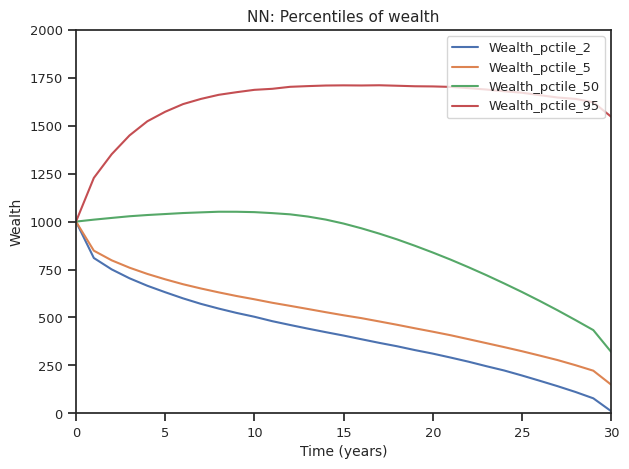 NN: Percentiles of wealth
2000
1750
1500
1250
1000
750
500
250
0
Wealth
Wealth_pctile_2
Wealth_pctile_5
Wealth_pctile_50
Wealth_pctile_95
0 5 10 15 20 25 30
Time (years)